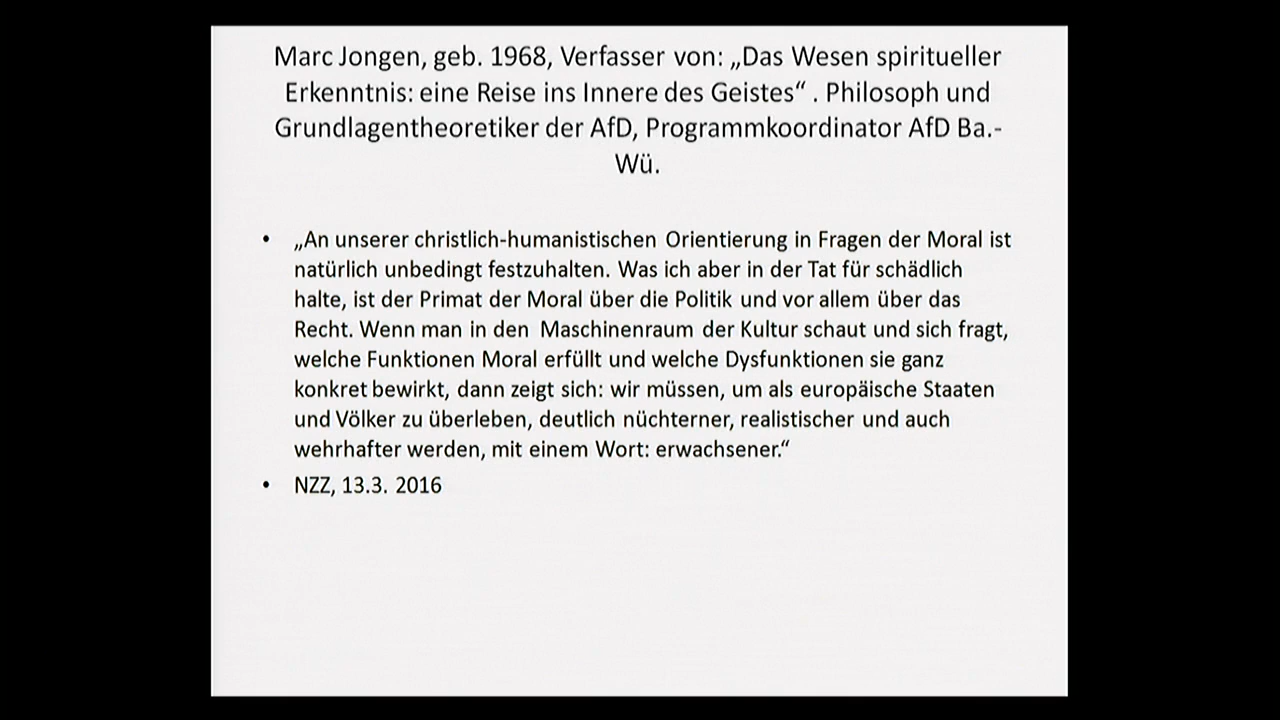 Marc Jongen, geb. 1968, Verfasser von: „Das Wesen spiritueller
Erkenntnis: eine Reise ins Innere des Geistes“ . Philosoph und
Grundlagentheoretiker der AfD, Programmkoordinator AfD Ba.-
Wü.
• „An unserer christlich-humanistischen Orientierung in Fragen der Moral ist
natürlich unbedingt festzuhalten. Was ich aber in der Tat für schädlich
halte, ist der Primat der Moral über die Politik und vor allem über das
Recht. Wenn man in den Maschinenraum der Kultur schaut und sich fragt,
welche Funktionen Moral erfüllt und welche Dysfunktionen sie ganz
konkret bewirkt, dann zeigt sich: wir müssen, um als europäische Staaten
und Völker zu überleben, deutlich nüchterner, realistischer und auch
wehrhafter werden, mit einem Wort: erwachsener.“
• NZZ, 13.3. 2016